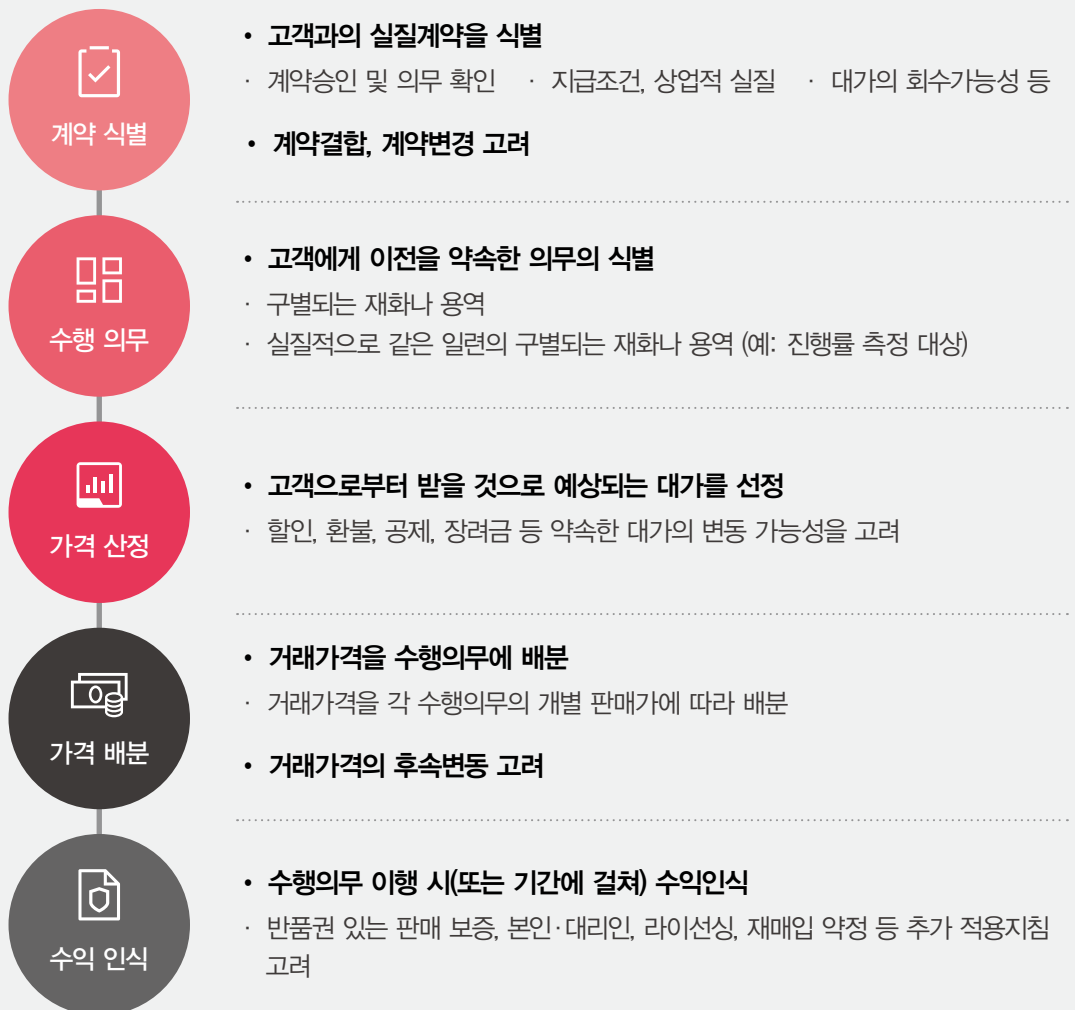 • 고객과의 실질계약을 식별
· 계약승인 및 의무 확인 · 지급조건, 상업적 실질 · 대가의 회수가능성 등
계약 식별
• 계약결합, 계약변경 고려
• 고객에게 이전을 약속한 의무의 식별
· 구별되는 재화나 용역
수행 의무
· 실질적으로 같은 일련의 구별되는 재화나 용역 (예: 진행률 측정 대상)
• 고객으로부터 받을 것으로 예상되는 대가를 선정
· 할인, 환불, 공제, 장려금 등 약속한 대가의 변동 가능성을 고려
가격 산정
• 거래가격을 수행의무에 배분
· 거래가격을 각 수행의무의 개별 판매가에 따라 배분
가격 배분
• 거래가격의 후속변동 고려
• 수행의무 이행 시(또는 기간에 걸쳐) 수익인식
· 반품권 있는 판매 보증, 본인·대리인, 라이선싱, 재매입 약정 등 추가 적용지침
고려
수익 인식